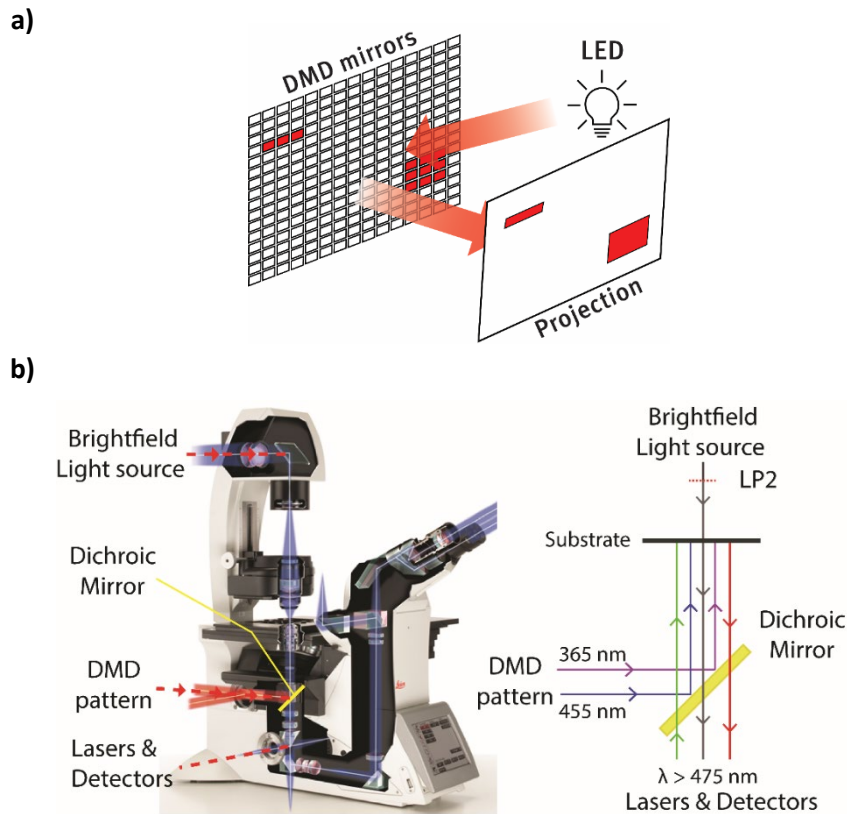 a)
DMD mirrors
LED
Projection
b)
Brightfield
Light source
Dichroic
Mirror
DMD
pattern
Lasers &
Detectors
Brightfield
Light source
LP2
Substrate
Dichroic
Mirror
DMD
pattern
365 nm
455 nm
λ > 475 nm
Lasers & Detectors